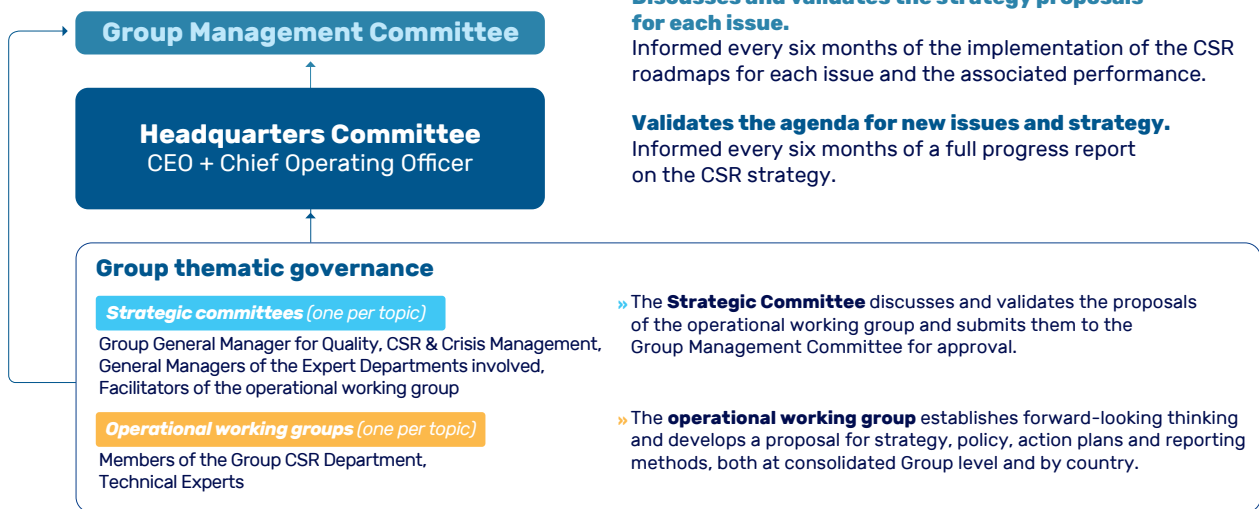 Discusses and validates the strategy proposals
for each issue.
Group Management Committee
Informed every six months of the implementation of the CSR
roadmaps for each issue and the associated performance.
Headquarters Committee
CEO + Chief Operating Officer
Validates the agenda for new issues and strategy.
Informed every six months of a full progress report
on the CSR strategy.
Group thematic governance
Strategic committees (one per topic)
Group General Manager for Quality, CSR & Crisis Management,
General Managers of the Expert Departments involved,
Facilitators of the operational working group
» The Strategic Committee discusses and validates the proposals
of the operational working group and submits them to the
Group Management Committee for approval.
Operational working groups (one per topic)
Members of the Group CSR Department,
Technical Experts
» The operational working group establishes forward-looking thinking
and develops a proposal for strategy, policy, action plans and reporting
methods, both at consolidated Group level and by country.